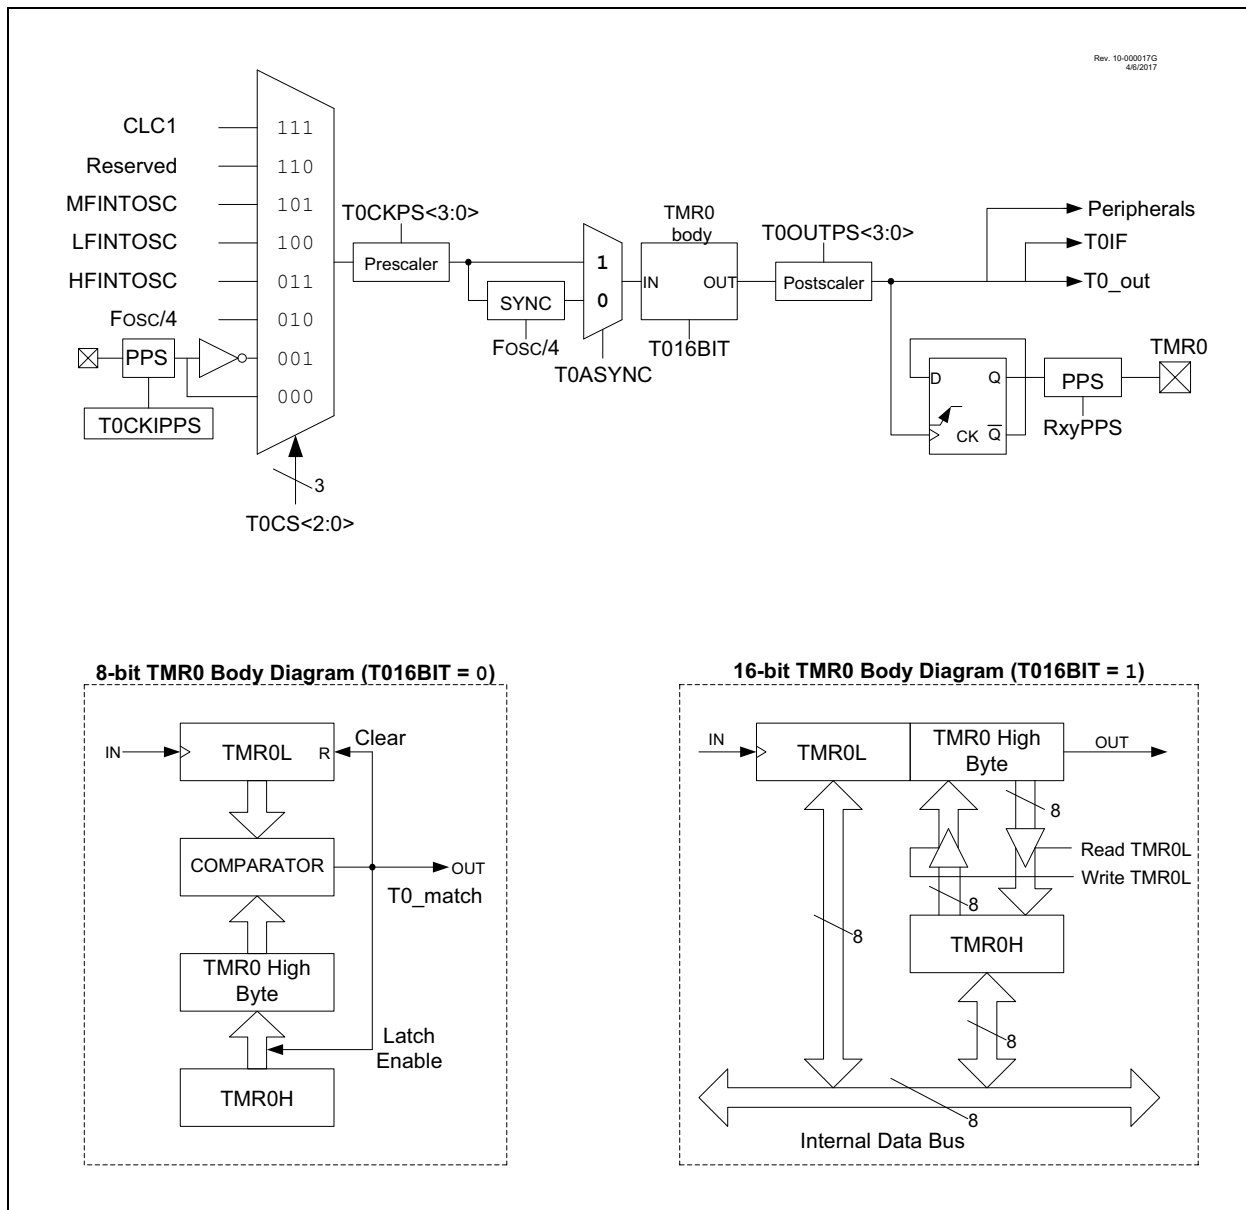 Rev. 10-000017G
4/6/2017
CLC1
111
Reserved
110
MFINTOSC
101
LFINTOSC
100
HFINTOSC
011
FOSC/4
010
PPS
001
000
T0CKIPPS
3
T0CS<2:0>
T0CKPS<3:0>
Prescaler
SYNC
FOSC/4
1
0
T0ASYNC
TMR0
body
IN
OUT
T016BIT
T0OUTPS<3:0>
Postscaler
Peripherals
T0IF
T0_out
D
Q
CK
Q
PPS
RxyPPS
TMR0
8-bit TMR0 Body Diagram (T016BIT = 0)
IN
TMR0L
R
Clear
COMPARATOR
OUT
T0_match
TMR0 High
Byte
Latch
Enable
TMR0H
16-bit TMR0 Body Diagram (T016BIT = 1)
IN
TMR0L
TMR0 High
Byte
OUT
8
Read TMR0L
Write TMR0L
8
8
TMR0H
8
8
Internal Data Bus